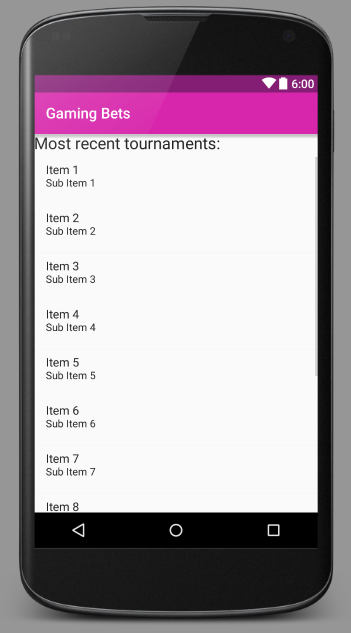 6:00
Gaming Bets
Most recent tournaments:
Item 1
Sub Item 1
Item 2
Sub Item 2
Item 3
Sub Item 3
Item 4
Sub Item 4
Item 5
Sub Item 5
Item 6
Sub Item 6
Item 7
Sub Item 7
Item 8